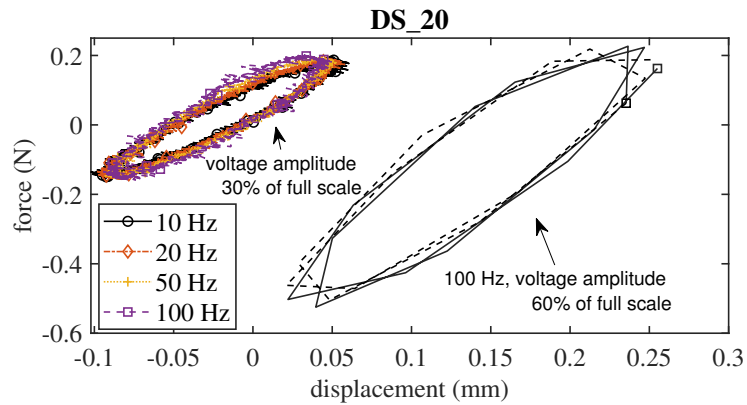 DS_20
0.2
0
-0.2
-0.4
-0.6
force (N)
voltage amplitude
30% of full scale
10 Hz
20 Hz
50 Hz
100 Hz
100 Hz, voltage amplitude
60% of full scale
-0.1 -0.05 0 0.05 0.1 0.15 0.2 0.25 0.3
displacement (mm)